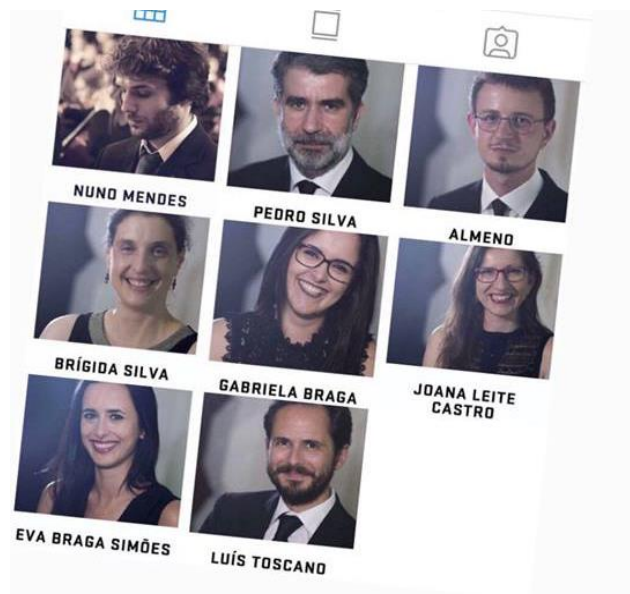 NUNO MENDES
PEDRO SILVA
ALMENO
BRÍGIDA SILVA
GABRIELA BRAGA
JOANA LEITE
CASTRO
EVA BRAGA SIMÕES
LUÍS TOSCANO